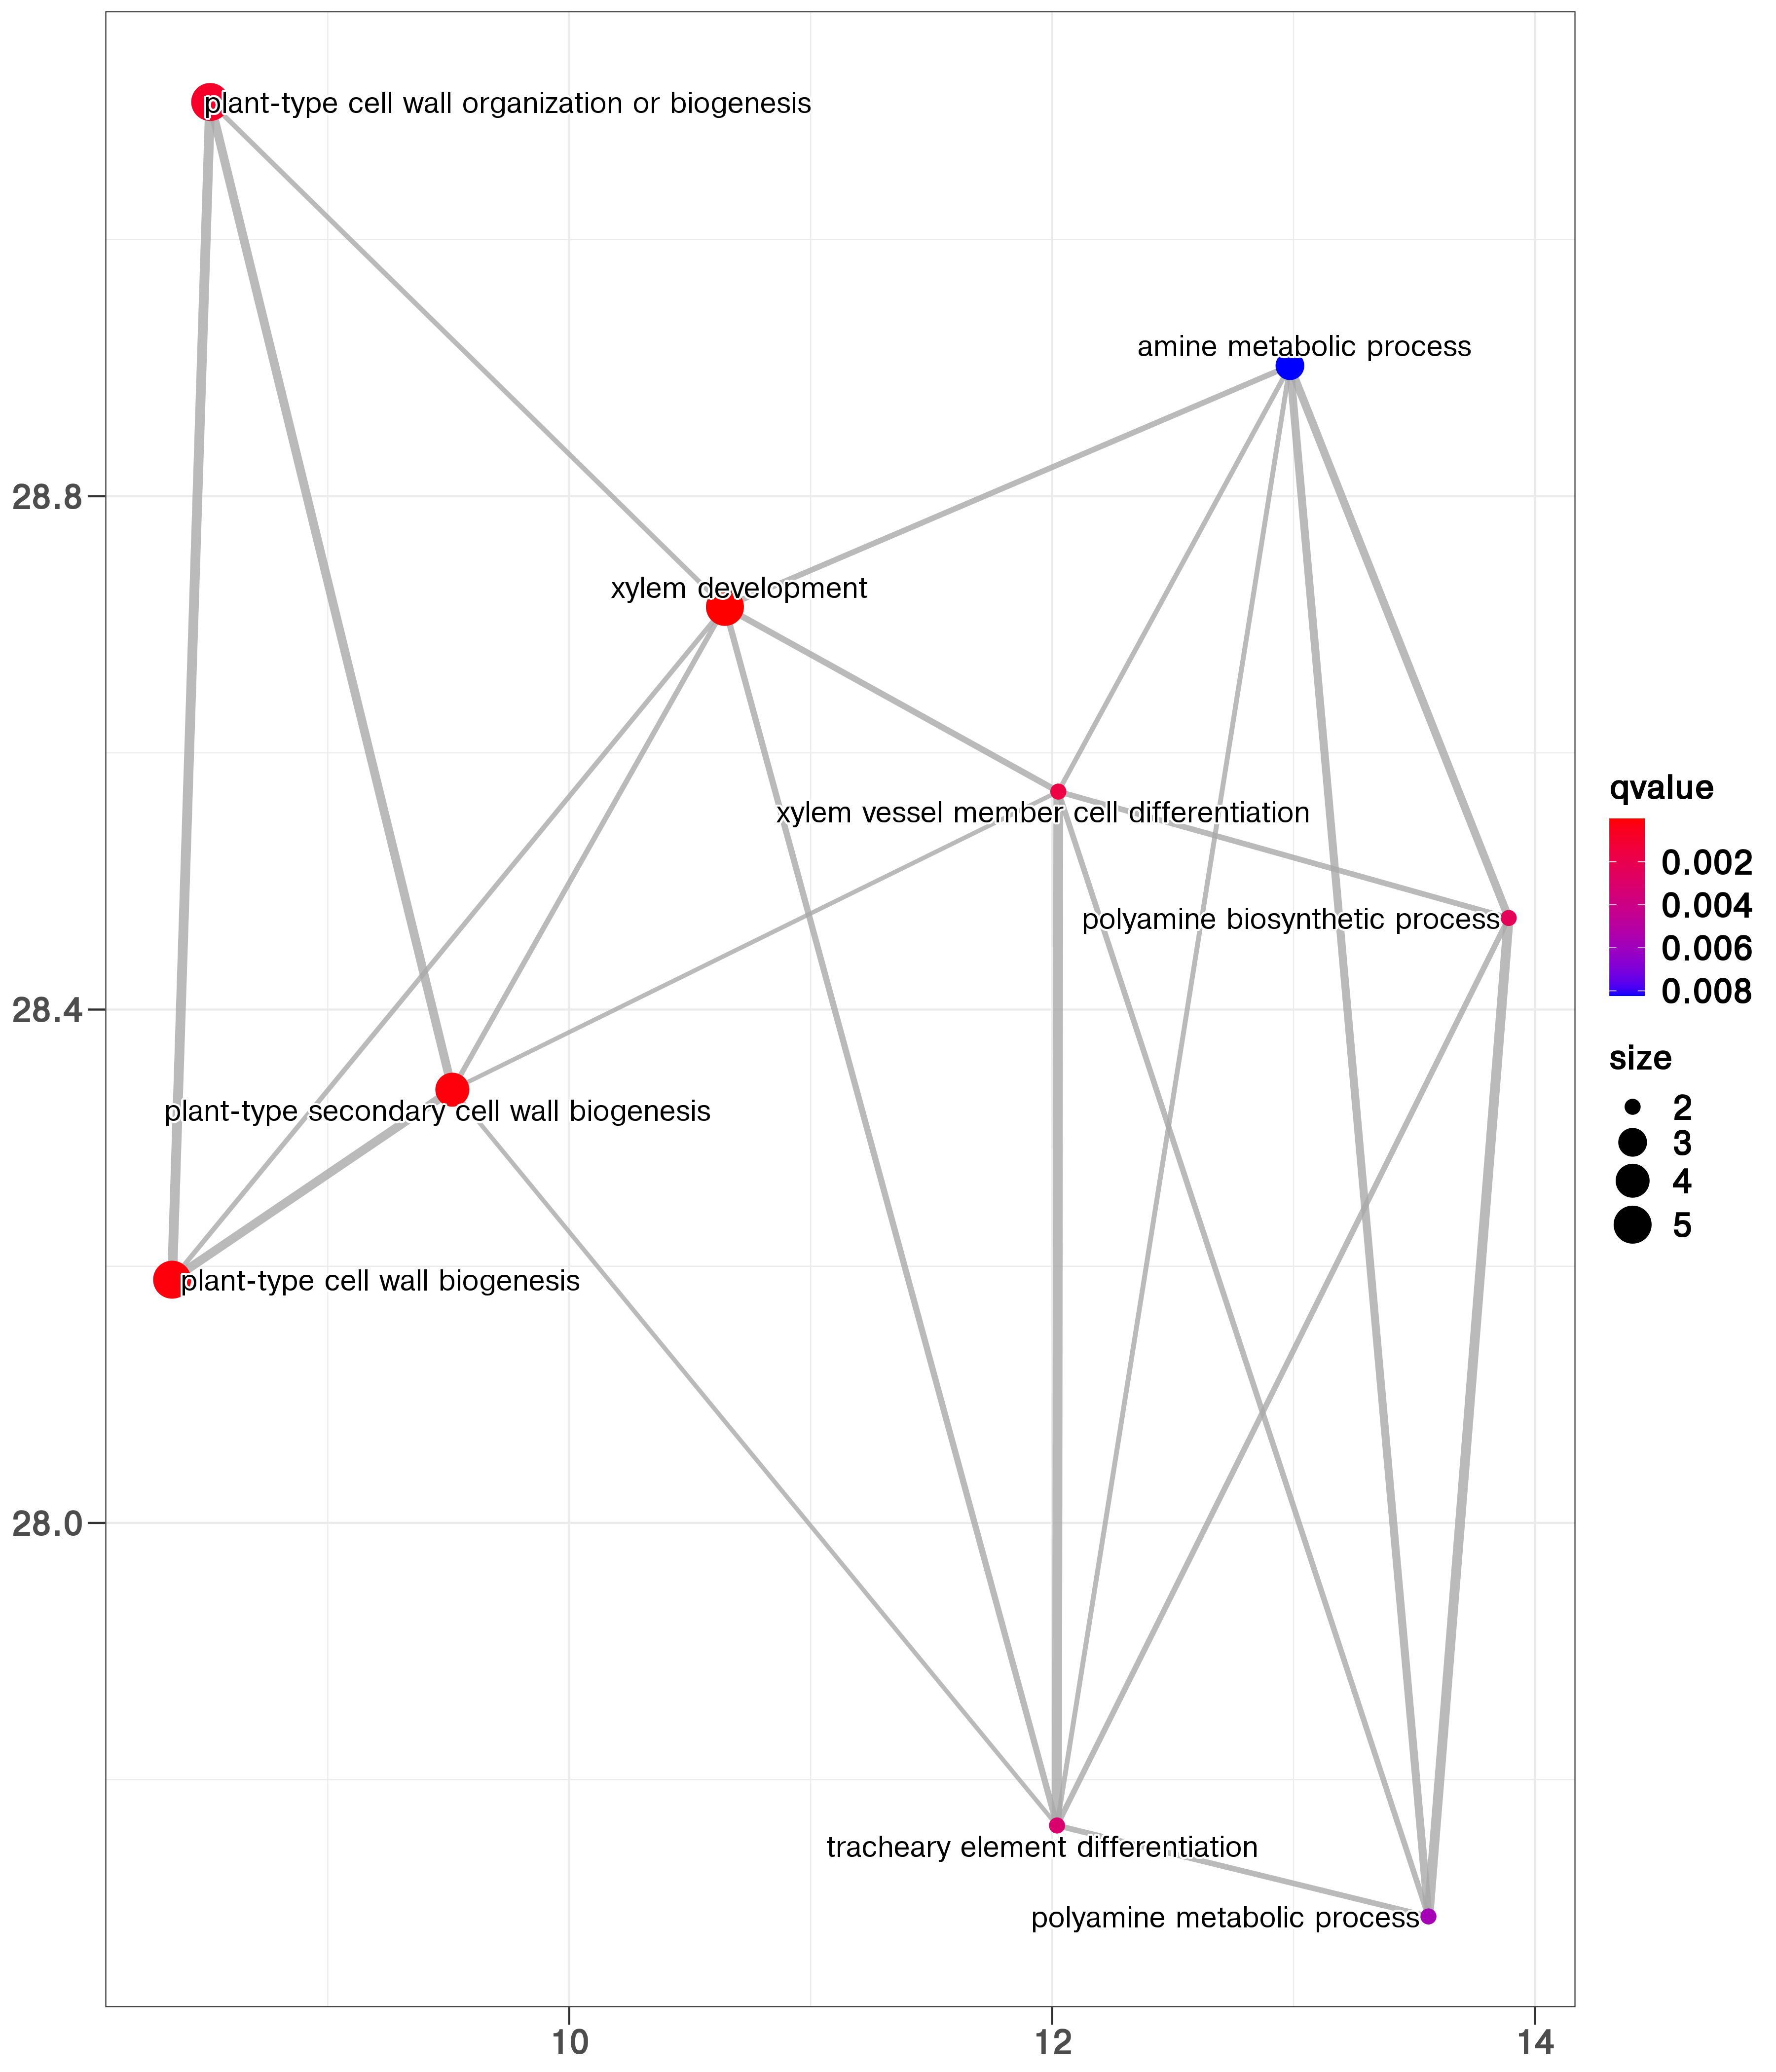 plant-type cell wall organization or biogenesis
amine metabolic process
28.8
xylem development
qvalue
xylem vessel member cell differentiation
0.002
0.004
polyamine biosynthetic process
0.006
0.008
28.4
size
plant-type secondary cell wall biogenesis
2
3
4
5
plant-type cell wall biogenesis
28.0
tracheary element differentiation
polyamine metabolic process
10
12
14